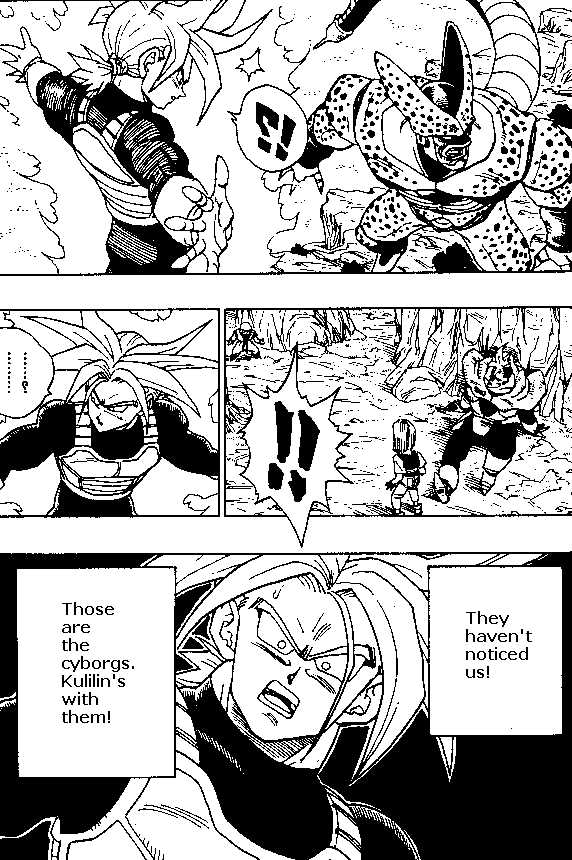 ?!
........?
!!
Those
are
the
cyborgs.
Kulilin's
with
them!
They
haven't
noticed
us!